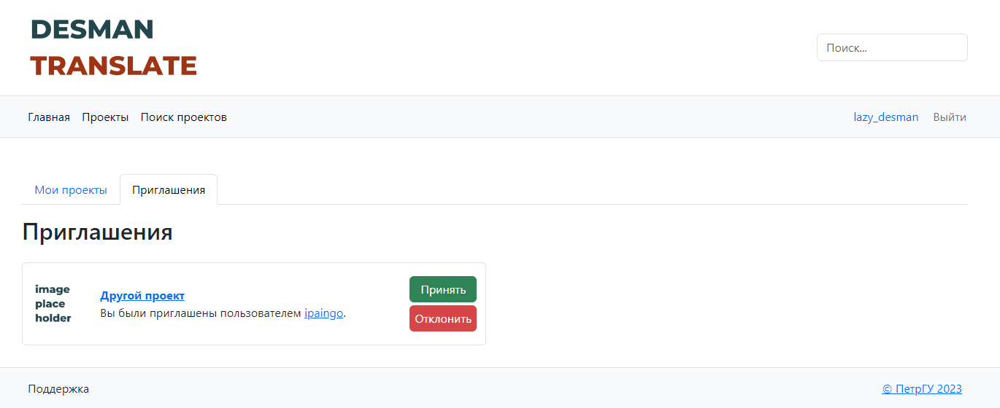 DESMAN
TRANSLATE
Поиск...
Главная Проекты Поиск проектов
lazy_desman Выйти
Мои проекты Приглашения
Приглашения
image
place
holder
Другой проект
Вы были приглашены пользователем ipaingo.
Принять
Отклонить
Поддержка
© ПетрГУ 2023